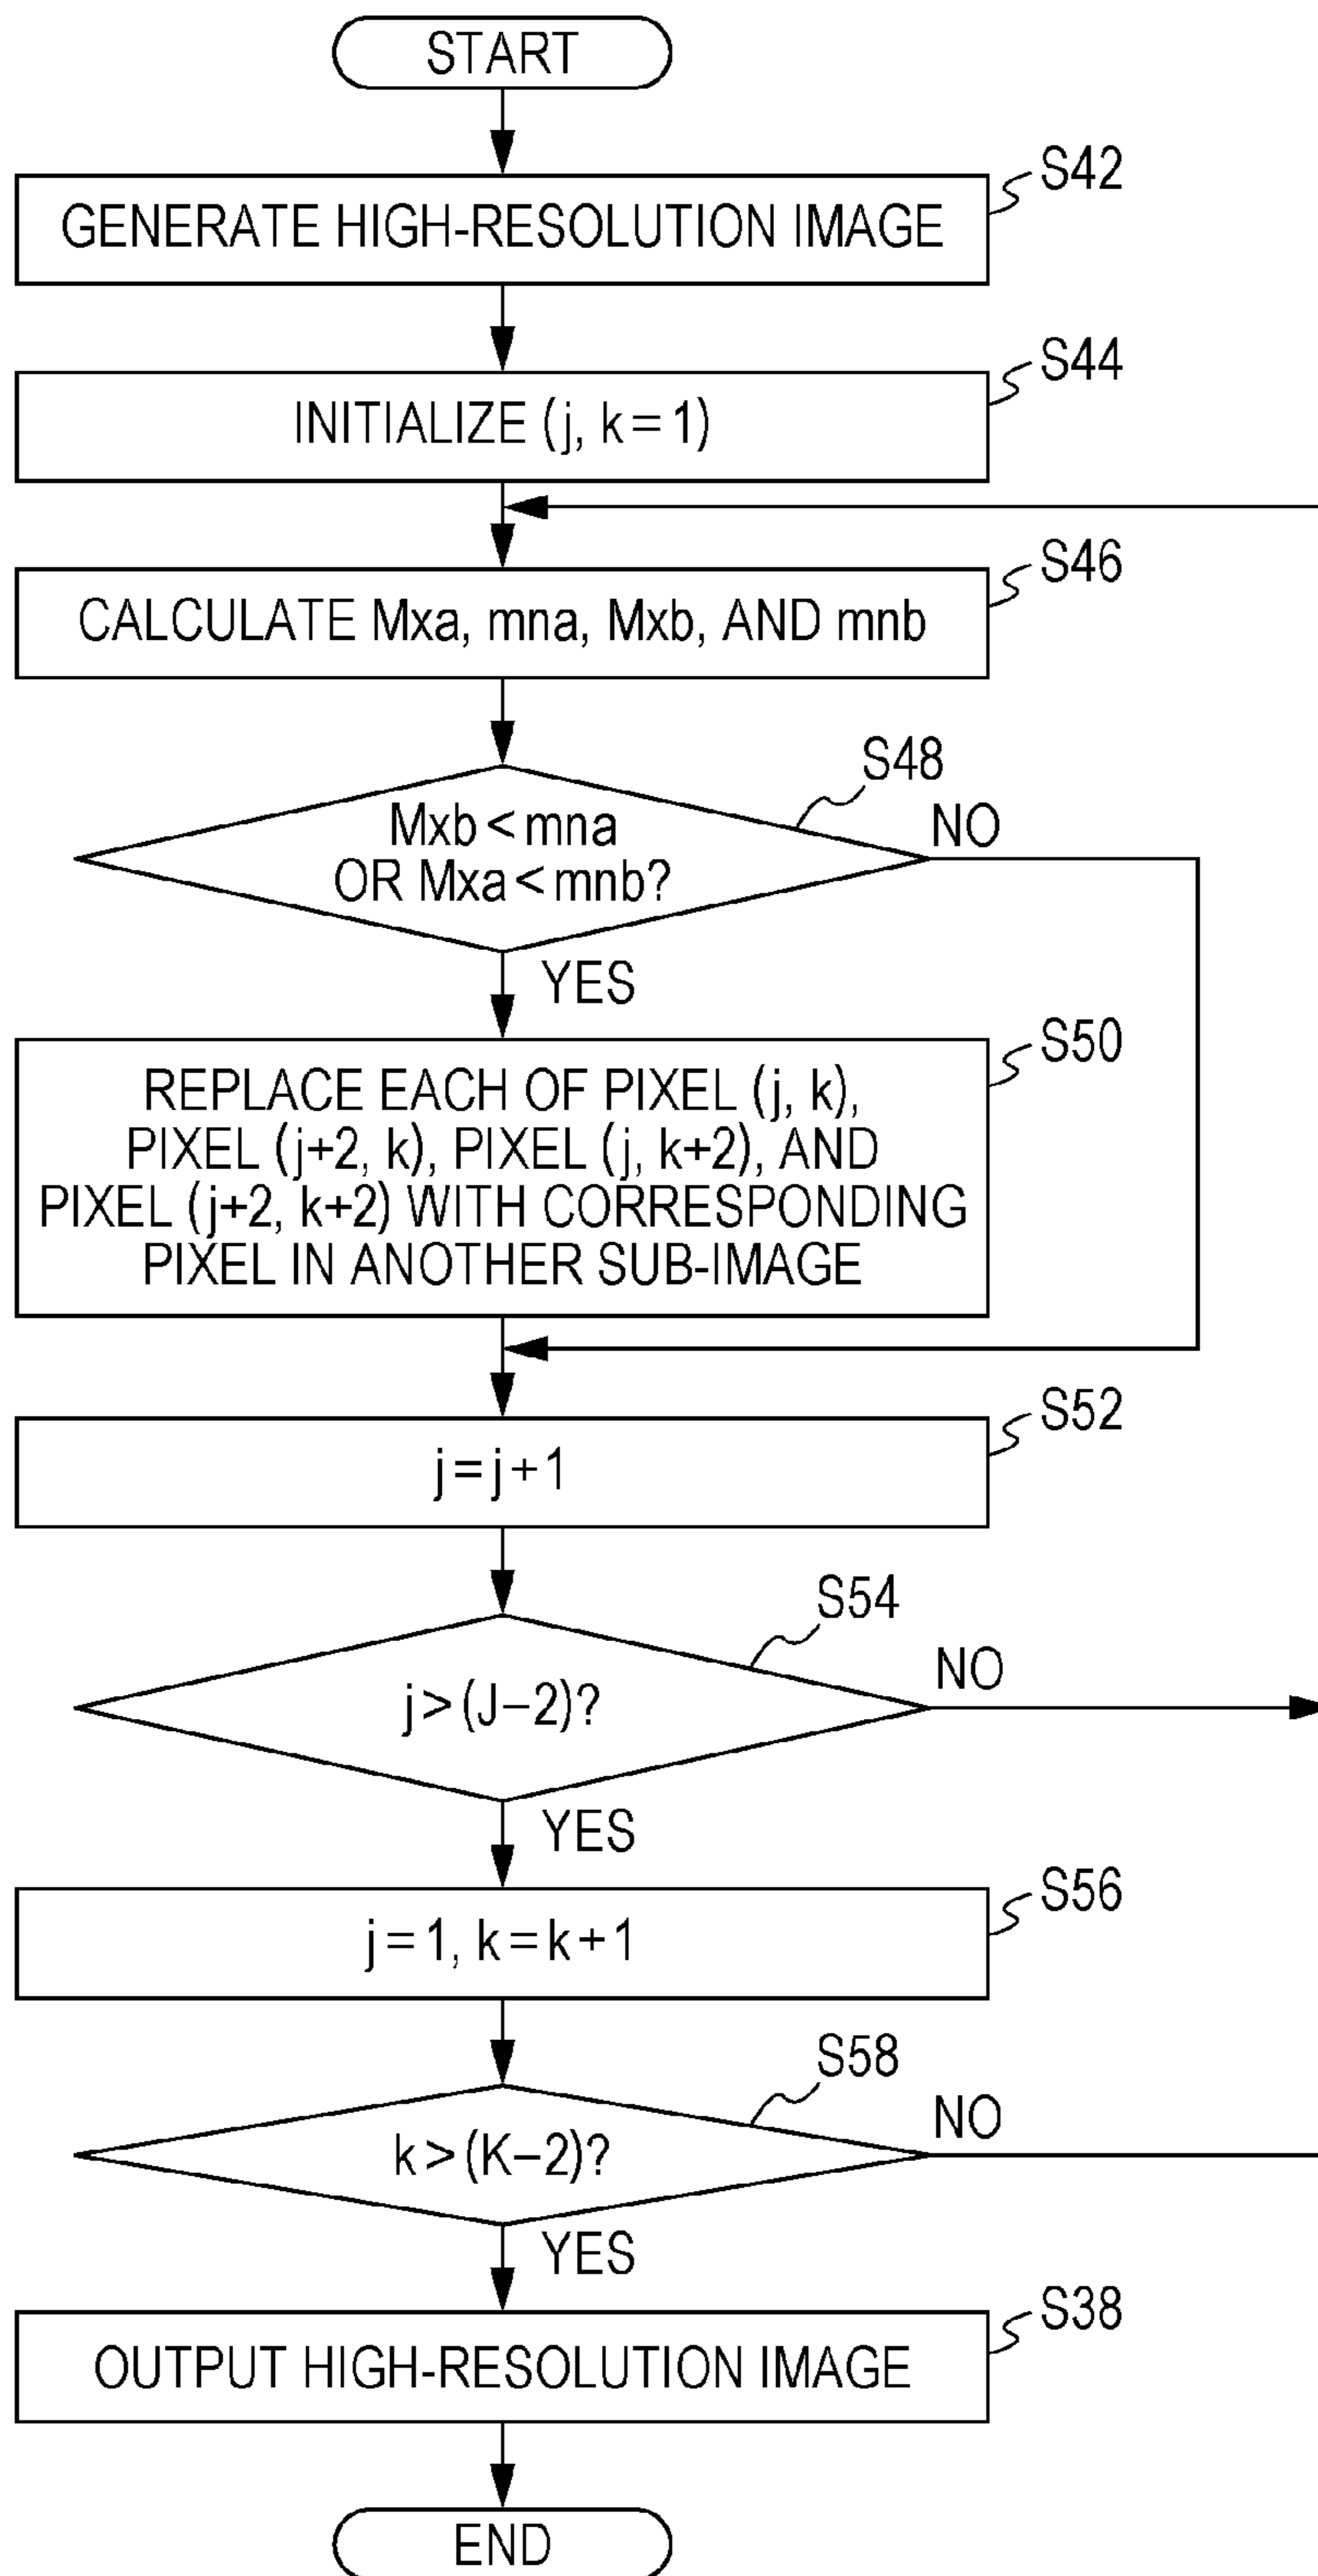 START
S42
GENERATE HIGH-RESOLUTION IMAGE
S44
INITIALIZE (j, k = 1)
S46
CALCULATE Mxa, mna, Mxb, AND mnb
S48
Mxb < mna
OR Mxa < mnb?
NO
YES
S50
REPLACE EACH OF PIXEL (j, k),
PIXEL (j+2, k), PIXEL (j, k+2), AND
PIXEL (j+2, k+2) WITH CORRESPONDING
PIXEL IN ANOTHER SUB-IMAGE
S52
j = j + 1
S54
j > (J−2)?
NO
YES
S56
j = 1, k = k + 1
S58
k > (K−2)?
NO
YES
S38
OUTPUT HIGH-RESOLUTION IMAGE
END